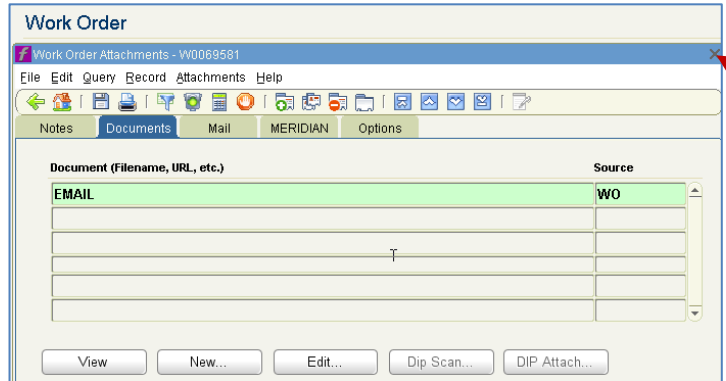 Work Order
Work Order Attachments - W0069581
File Edit Query Record Attachments Help
Notes Documents Mail MERIDIAN Options
Document (Filename, URL, etc.) Source
EMAIL WO
View New... Edit... Dip Scan... DIP Attach...